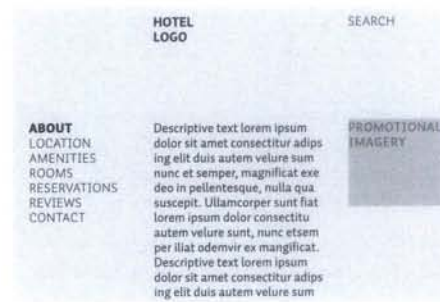 HOTEL
LOGO
SEARCH
ABOUT
LOCATION
AMENITIES
ROOMS
RESERVATIONS
REVIEWS
CONTACT
Descriptive text lorem ipsum
dolor sit amet consectitur adips
ing elit duis autem velure sum
nunc et semper, magnificat exe
deo in pellentesque, nulla qua
suscepit. Ullamcorper sunt fiat
lorem ipsum dolor consectitu
autem velure sunt, nunc etsem
per iliat odemvir ex mangificat.
Descriptive text lorem ipsum
dolor sit amet consectitur adips
ing elit duis autem velure sum
PROMOTIONAL
IMAGERY